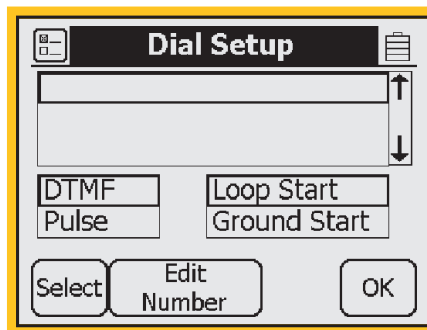 Dial Setup
DTMF
Pulse
Loop Start
Ground Start
Select
Edit
Number
OK